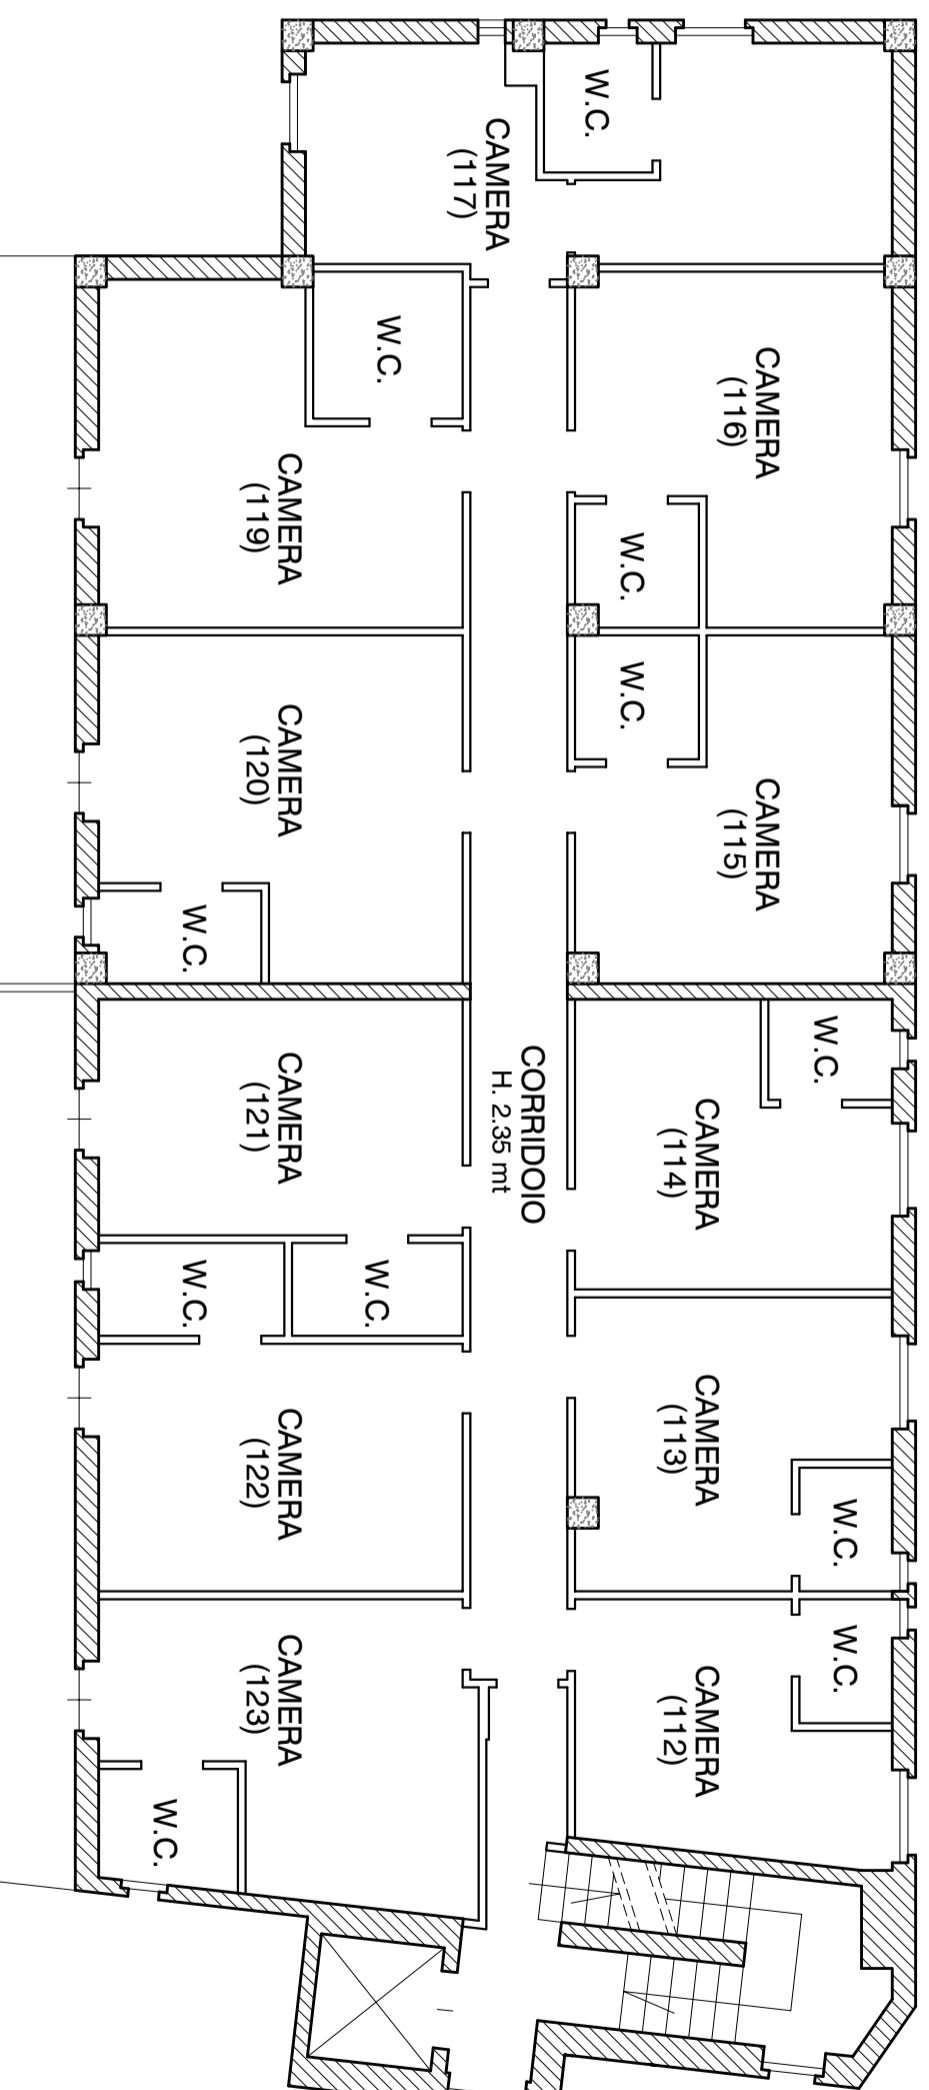 W.C.
CAMERA
(117)
W.C.
CAMERA
(116)
CAMERA
(119)
W.C.
W.C.
CAMERA
(120)
CAMERA
(115)
W.C.
W.C.
CORRIDOIO
H. 2.35 mt
CAMERA
(121)
CAMERA
(114)
W.C.
W.C.
CAMERA
(113)
CAMERA
(122)
W.C.
W.C.
CAMERA
(123)
CAMERA
(112)
W.C.